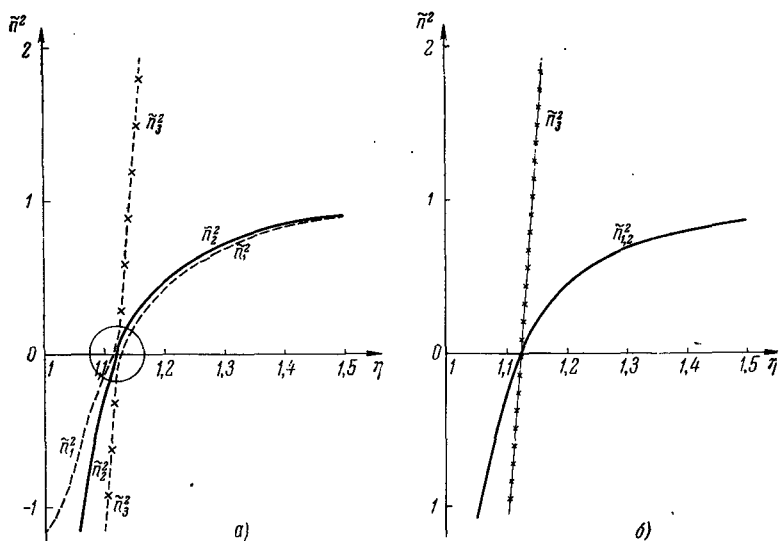 ñ²
2
ñ₃²
1
ñ₂²
ñ₁²
0
1
1,1
1,2
1,3
1,4
1,5
η
ñ₁²
ñ₂²
-1
ñ₃²
а)
ñ²
2
ñ₃²
1
ñ₁,₂²
0
1
1,1
1,2
1,3
1,4
1,5
η
1
б)